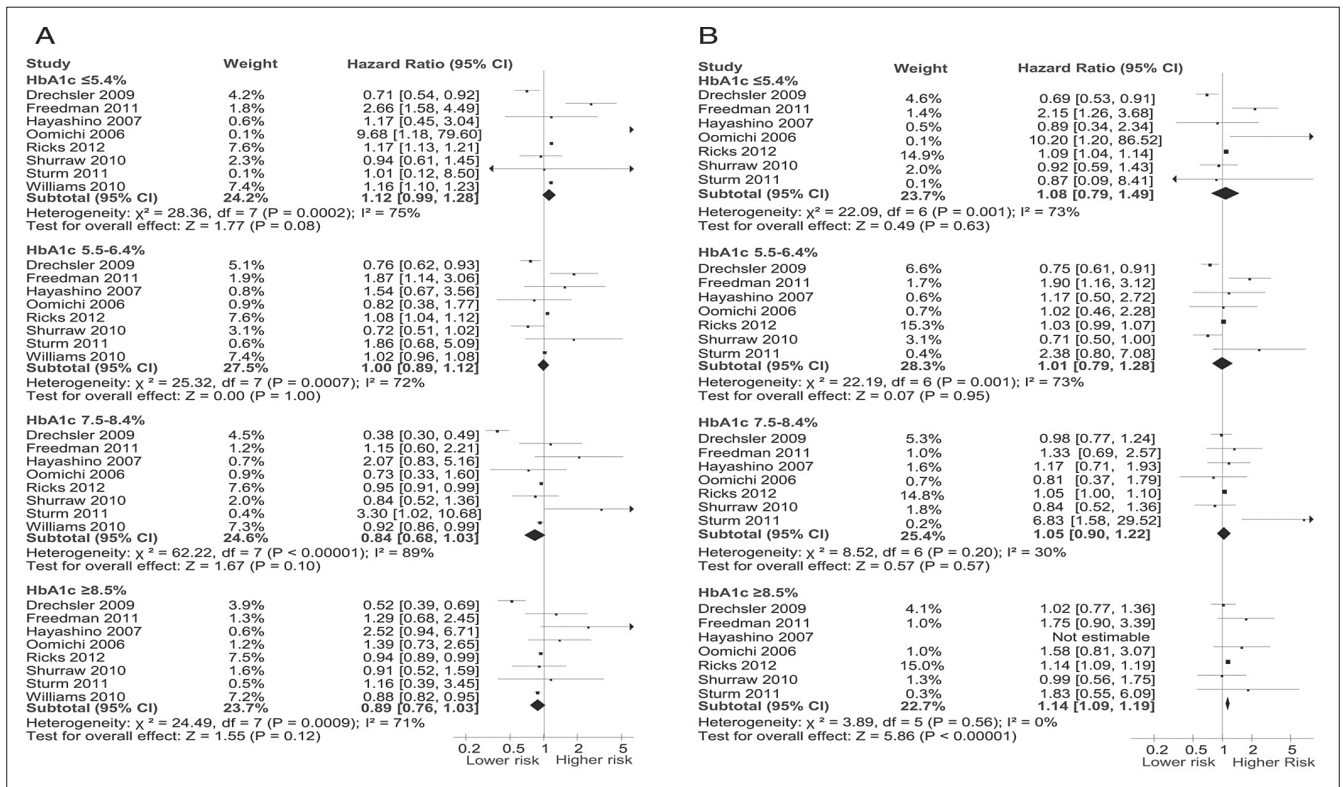 A
Study Weight Hazard Ratio (95% CI)
HbA1c ≤5.4%
Drechsler 2009 4.2% 0.71 [0.54, 0.92]
Freedman 2011 1.8% 2.66 [1.58, 4.49]
Hayashino 2007 0.6% 1.17 [0.45, 3.04]
Oomichi 2006 0.1% 9.68 [1.18, 79.60]
Ricks 2012 7.6% 1.17 [1.13, 1.21]
Shurraw 2010 2.3% 0.94 [0.61, 1.45]
Sturm 2011 0.1% 1.01 [0.12, 8.50]
Williams 2010 7.4% 1.16 [1.10, 1.23]
Subtotal (95% CI) 24.2% 1.12 [0.99, 1.28]
Heterogeneity: χ² = 28.36, df = 7 (P = 0.0002); I² = 75%
Test for overall effect: Z = 1.77 (P = 0.08)
HbA1c 5.5-6.4%
Drechsler 2009 5.1% 0.76 [0.62, 0.93]
Freedman 2011 1.9% 1.87 [1.14, 3.06]
Hayashino 2007 0.8% 1.54 [0.67, 3.56]
Oomichi 2006 0.9% 0.82 [0.38, 1.77]
Ricks 2012 7.6% 1.08 [1.04, 1.12]
Shurraw 2010 3.1% 0.72 [0.51, 1.02]
Sturm 2011 0.6% 1.86 [0.68, 5.09]
Williams 2010 7.4% 1.02 [0.96, 1.08]
Subtotal (95% CI) 27.5% 1.00 [0.89, 1.12]
Heterogeneity: χ ² = 25.32, df = 7 (P = 0.0007); I² = 72%
Test for overall effect: Z = 0.00 (P = 1.00)
HbA1c 7.5-8.4%
Drechsler 2009 4.5% 0.38 [0.30, 0.49]
Freedman 2011 1.2% 1.15 [0.60, 2.21]
Hayashino 2007 0.7% 2.07 [0.83, 5.16]
Oomichi 2006 0.9% 0.73 [0.33, 1.60]
Ricks 2012 7.6% 0.95 [0.91, 0.99]
Shurraw 2010 2.0% 0.84 [0.52, 1.36]
Sturm 2011 0.4% 3.30 [1.02, 10.68]
Williams 2010 7.3% 0.92 [0.86, 0.99]
Subtotal (95% CI) 24.6% 0.84 [0.68, 1.03]
Heterogeneity: χ ² = 62.22, df = 7 (P < 0.00001); I² = 89%
Test for overall effect: Z = 1.67 (P = 0.10)
HbA1c ≥8.5%
Drechsler 2009 3.9% 0.52 [0.39, 0.69]
Freedman 2011 1.3% 1.29 [0.68, 2.45]
Hayashino 2007 0.6% 2.52 [0.94, 6.71]
Oomichi 2006 1.2% 1.39 [0.73, 2.65]
Ricks 2012 7.5% 0.94 [0.89, 0.99]
Shurraw 2010 1.6% 0.91 [0.52, 1.59]
Sturm 2011 0.5% 1.16 [0.39, 3.45]
Williams 2010 7.2% 0.88 [0.82, 0.95]
Subtotal (95% CI) 23.7% 0.89 [0.76, 1.03]
Heterogeneity: χ ² = 24.49, df = 7 (P = 0.0009); I² = 71%
Test for overall effect: Z = 1.55 (P = 0.12)
0.2 0.5 1 2 5
Lower risk Higher risk
B
Study Weight Hazard Ratio (95% CI)
HbA1c ≤5.4%
Drechsler 2009 4.6% 0.69 [0.53, 0.91]
Freedman 2011 1.4% 2.15 [1.26, 3.68]
Hayashino 2007 0.5% 0.89 [0.34, 2.34]
Oomichi 2006 0.1% 10.20 [1.20, 86.52]
Ricks 2012 14.9% 1.09 [1.04, 1.14]
Shurraw 2010 2.0% 0.92 [0.59, 1.43]
Sturm 2011 0.1% 0.87 [0.09, 8.41]
Subtotal (95% CI) 23.7% 1.08 [0.79, 1.49]
Heterogeneity: χ² = 22.09, df = 6 (P = 0.001); I² = 73%
Test for overall effect: Z = 0.49 (P = 0.63)
HbA1c 5.5-6.4%
Drechsler 2009 6.6% 0.75 [0.61, 0.91]
Freedman 2011 1.7% 1.90 [1.16, 3.12]
Hayashino 2007 0.6% 1.17 [0.50, 2.72]
Oomichi 2006 0.7% 1.02 [0.46, 2.28]
Ricks 2012 15.3% 1.03 [0.99, 1.07]
Shurraw 2010 3.0% 0.71 [0.50, 1.00]
Sturm 2011 0.4% 2.38 [0.80, 7.08]
Subtotal (95% CI) 28.3% 1.01 [0.79, 1.28]
Heterogeneity: χ ² = 22.19, df = 6 (P = 0.001); I² = 73%
Test for overall effect: Z = 0.07 (P = 0.95)
HbA1c 7.5-8.4%
Drechsler 2009 5.3% 0.98 [0.77, 1.24]
Freedman 2011 1.0% 1.33 [0.69, 2.57]
Hayashino 2007 1.6% 1.17 [0.71, 1.93]
Oomichi 2006 0.7% 0.81 [0.37, 1.79]
Ricks 2012 14.8% 1.05 [1.00, 1.10]
Shurraw 2010 1.8% 0.84 [0.52, 1.36]
Sturm 2011 0.2% 6.83 [1.58, 29.52]
Subtotal (95% CI) 25.4% 1.05 [0.90, 1.22]
Heterogeneity: χ ² = 8.52, df = 6 (P = 0.20); I² = 30%
Test for overall effect: Z = 0.57 (P = 0.57)
HbA1c ≥8.5%
Drechsler 2009 4.1% 1.02 [0.77, 1.36]
Freedman 2011 1.0% 1.75 [0.90, 3.39]
Hayashino 2007 Not estimable
Oomichi 2006 1.0% 1.58 [0.81, 3.07]
Ricks 2012 15.0% 1.14 [1.09, 1.19]
Shurraw 2010 1.3% 0.99 [0.56, 1.75]
Sturm 2011 0.3% 1.83 [0.55, 6.09]
Subtotal (95% CI) 22.7% 1.14 [1.09, 1.19]
Heterogeneity: χ ² = 3.89, df = 5 (P = 0.56); I² = 0%
Test for overall effect: Z = 5.86 (P < 0.00001)
0.2 0.5 1 2 5
Lower risk Higher Risk